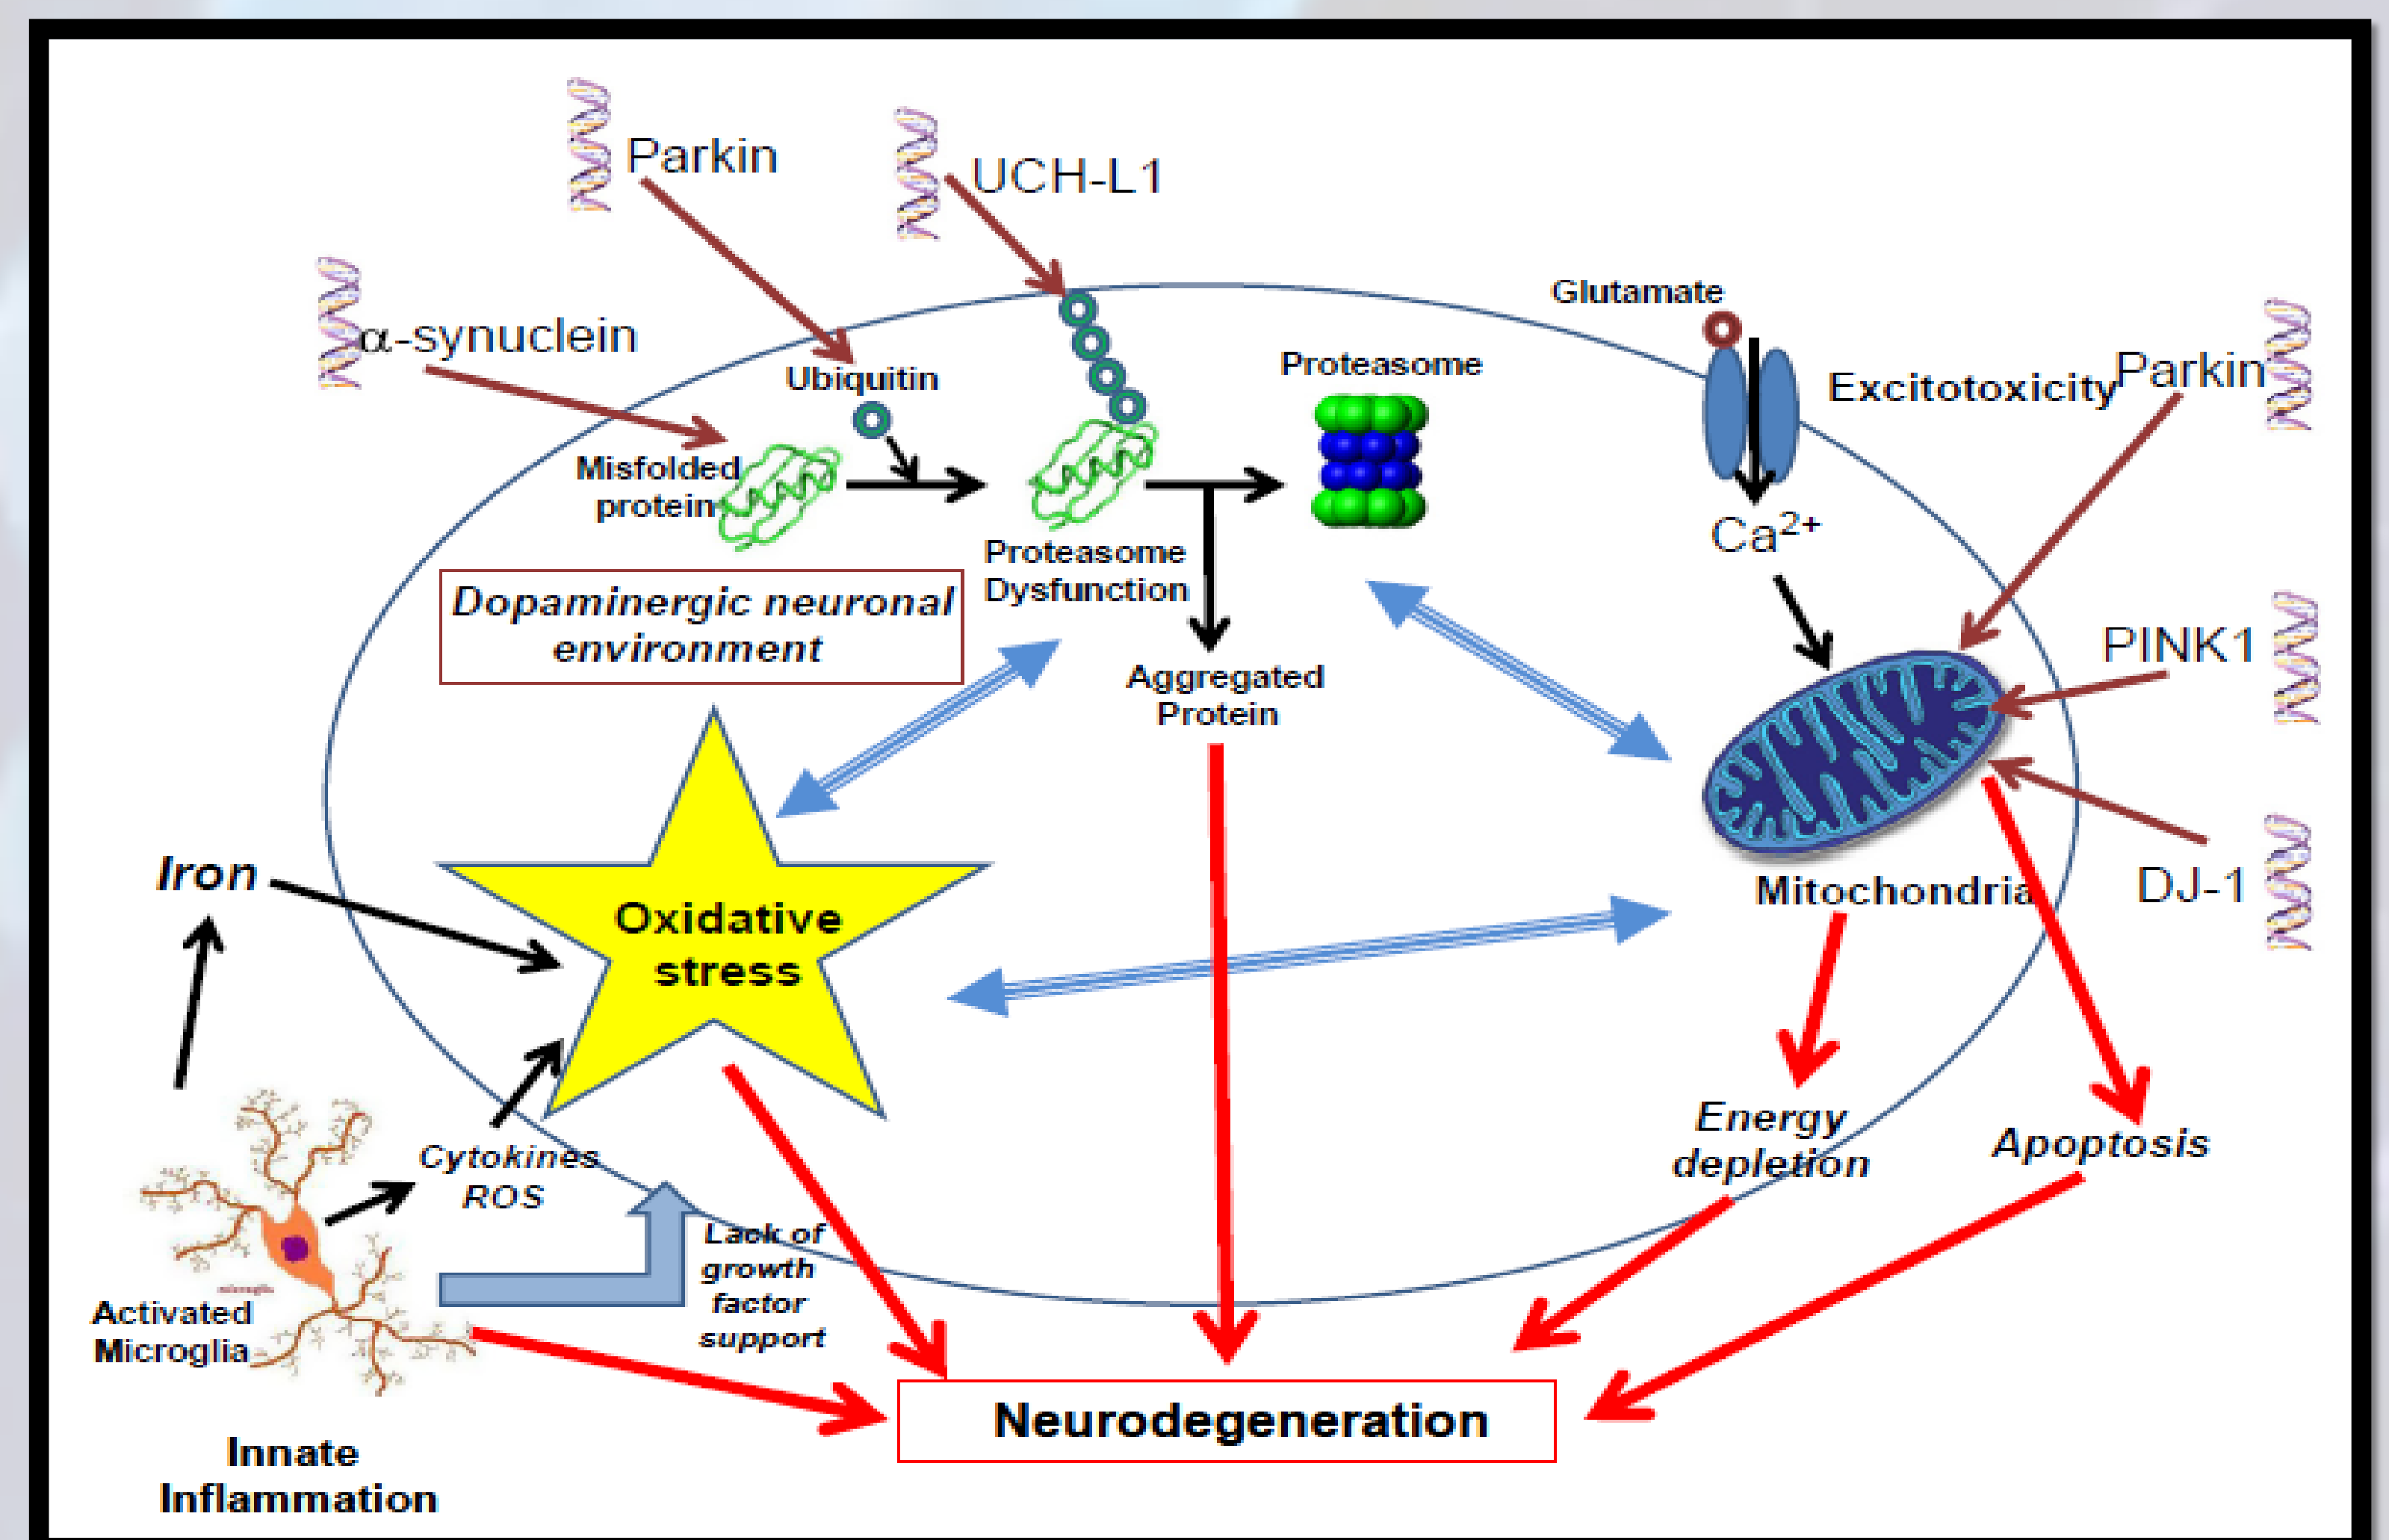 Parkin
UCH-L1
α-synuclein
Glutamate
Ubiquitin
Proteasome
Excitotoxicity
Parkin
Misfolded
protein
Ca²⁺
Proteasome
Dysfunction
Dopaminergic neuronal
environment
PINK1
Aggregated
Protein
Iron
Oxidative
stress
Mitochondria
DJ-1
Energy
depletion
Apoptosis
Cytokines
ROS
Lack of
growth
factor
support
microglia
Activated
Microglia
Neurodegeneration
Innate
Inflammation